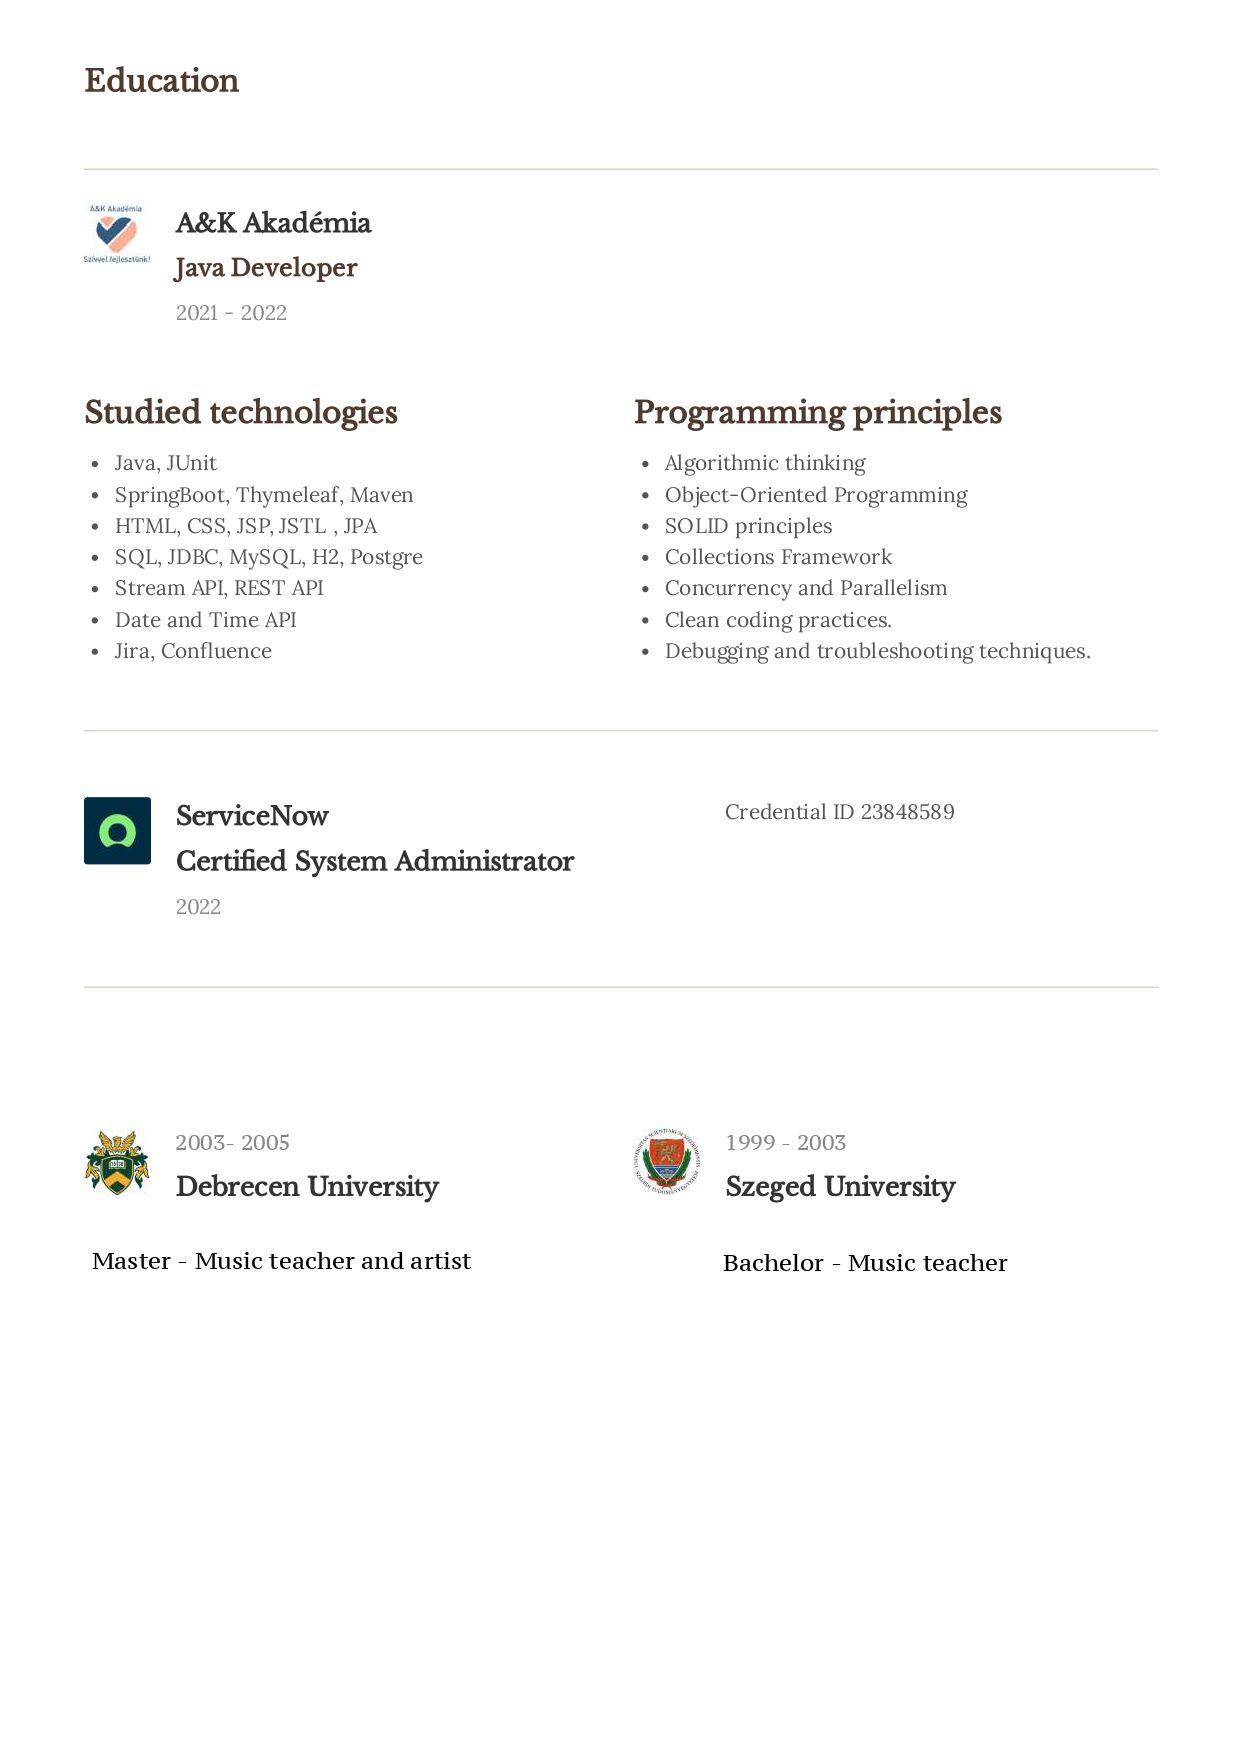 Education
A&K Akadémia
Szívvel fejlesztünk!
A&K Akadémia
Java Developer
2021 - 2022
Studied technologies
• Java, JUnit
• SpringBoot, Thymeleaf, Maven
• HTML, CSS, JSP, JSTL , JPA
• SQL, JDBC, MySQL, H2, Postgre
• Stream API, REST API
• Date and Time API
• Jira, Confluence
Programming principles
• Algorithmic thinking
• Object-Oriented Programming
• SOLID principles
• Collections Framework
• Concurrency and Parallelism
• Clean coding practices.
• Debugging and troubleshooting techniques.
ServiceNow
Certified System Administrator
2022
Credential ID 23848589
2003- 2005
Debrecen University
Master - Music teacher and artist
1999 - 2003
Szeged University
Bachelor - Music teacher